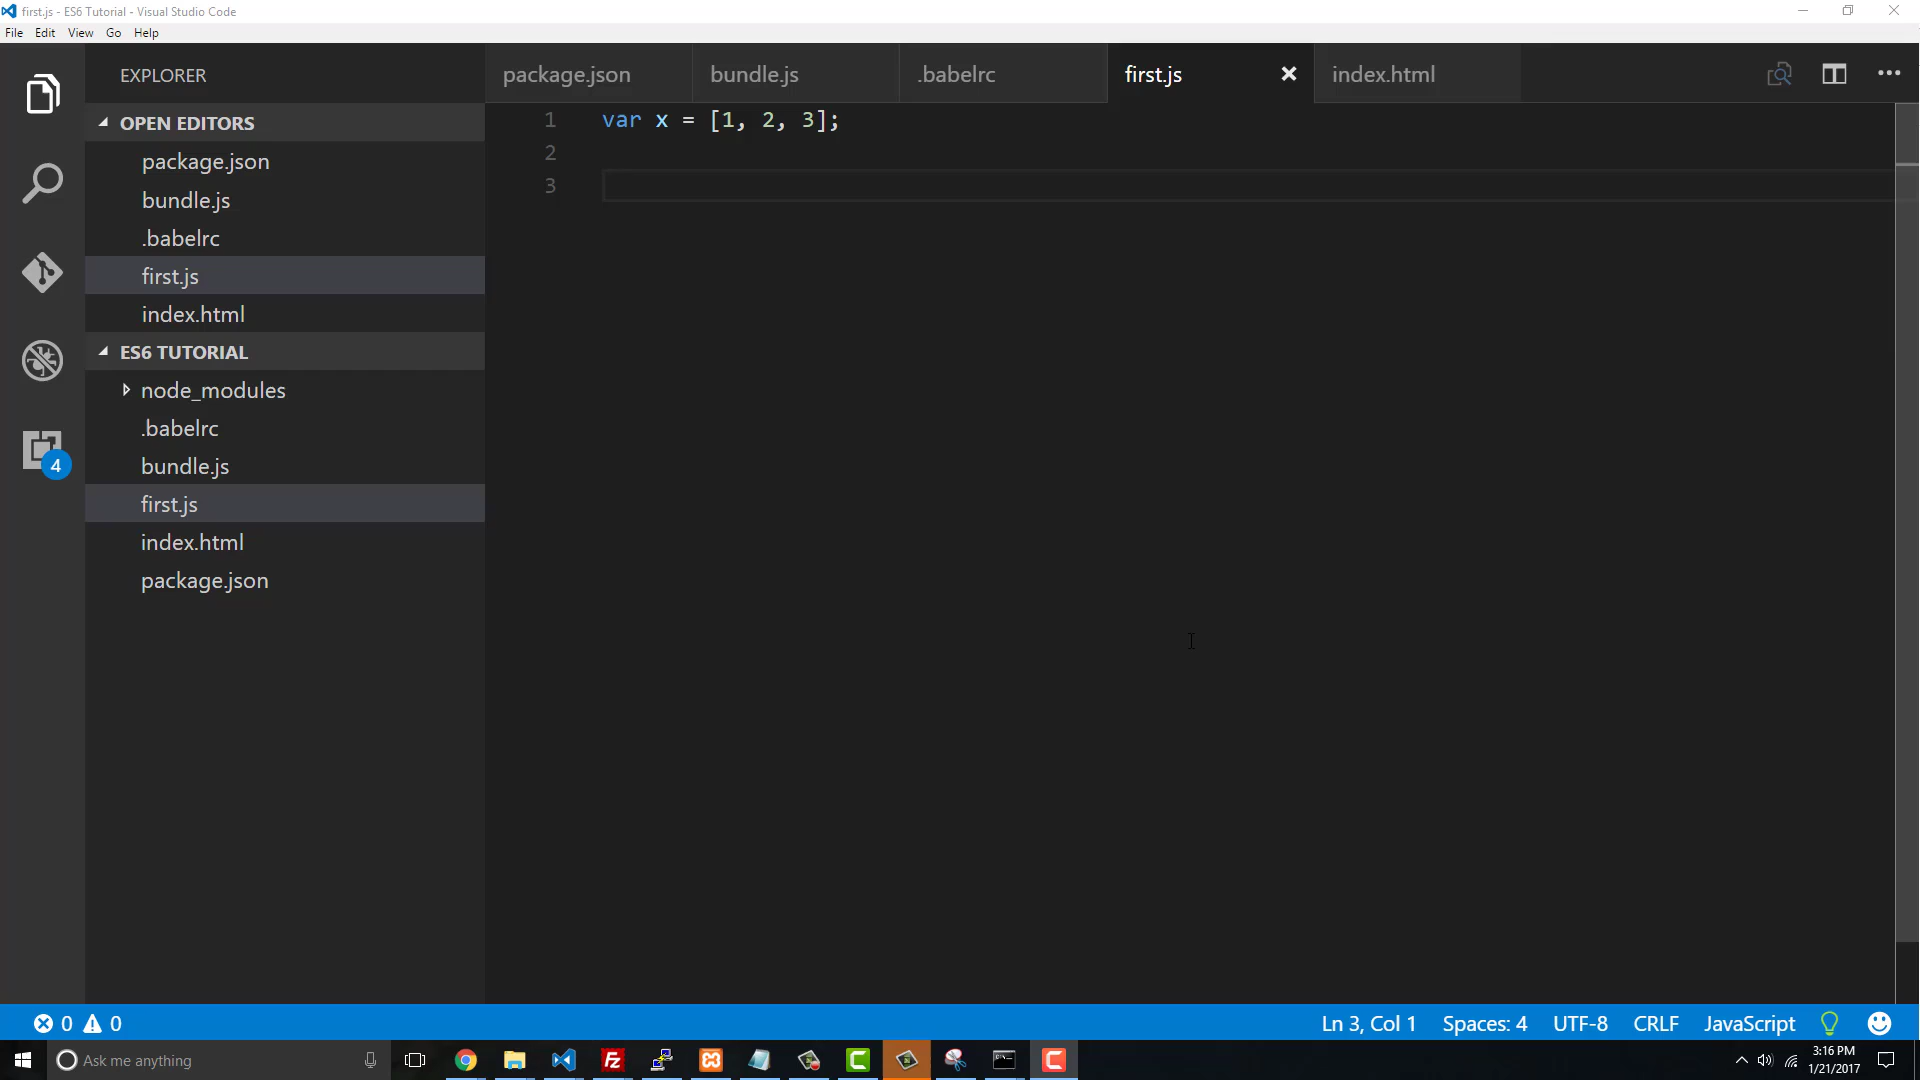 first.js - ES6 Tutorial - Visual Studio Code
File Edit View Go Help
EXPLORER
OPEN EDITORS
package.json
bundle.js
.babelrc
first.js
index.html
ES6 TUTORIAL
node_modules
.babelrc
bundle.js
first.js
index.html
package.json
4
package.json bundle.js .babelrc first.js index.html
1 var x = [1, 2, 3];
2
3
0 0 Ln 3, Col 1 Spaces: 4 UTF-8 CRLF JavaScript
Ask me anything
3:16 PM
1/21/2017